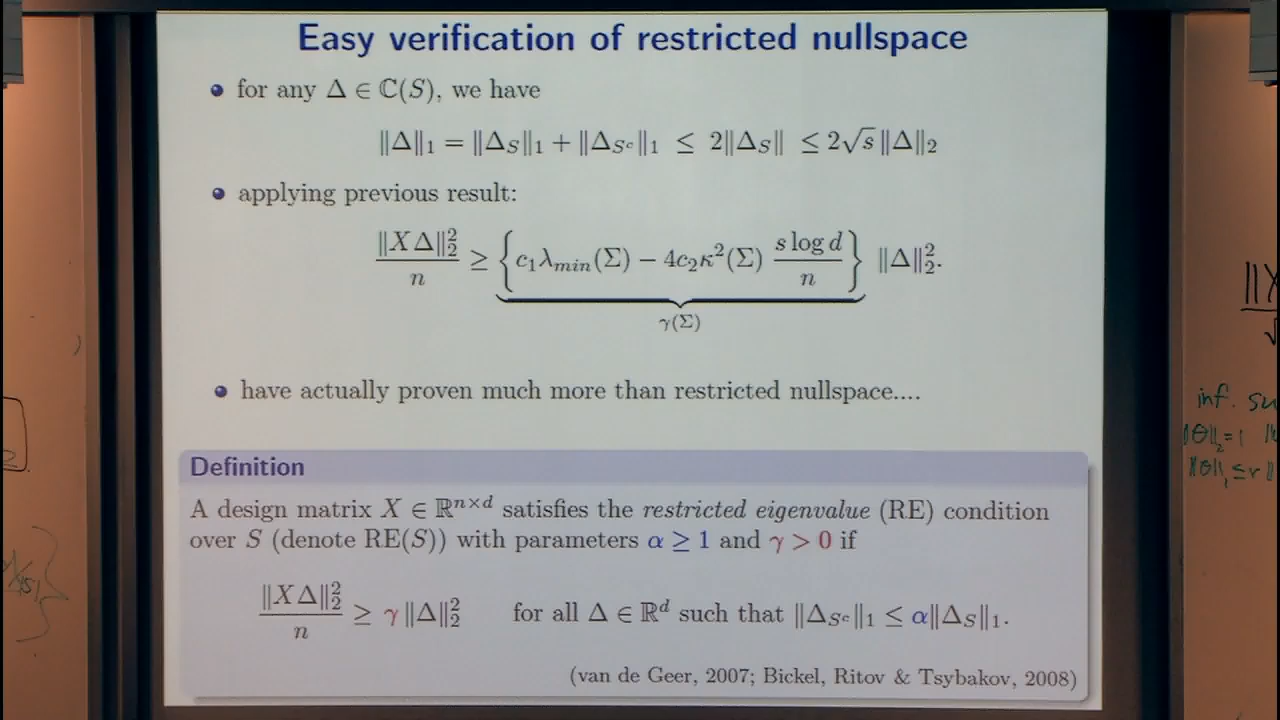 Easy verification of restricted nullspace
for any Δ ∈ ℂ(S), we have
‖Δ‖₁ = ‖Δ_S‖₁ + ‖Δ_{S^c}‖₁ ≤ 2‖Δ_S‖ ≤ 2√s‖Δ‖₂
applying previous result:
‖XΔ‖₂²/n ≥ {c₁λ_min(Σ) − 4c₂κ²(Σ) s log d/n} ‖Δ‖₂².
γ(Σ)
have actually proven much more than restricted nullspace....
Definition
A design matrix X ∈ ℝ^{n×d} satisfies the restricted eigenvalue (RE) condition
over S (denote RE(S)) with parameters α ≥ 1 and γ > 0 if
‖XΔ‖₂²/n ≥ γ‖Δ‖₂² for all Δ ∈ ℝ^d such that ‖Δ_{S^c}‖₁ ≤ α‖Δ_S‖₁.
(van de Geer, 2007; Bickel, Ritov & Tsybakov, 2008)
‖X
inf. su
‖θ‖₂=1
‖θ‖₁ ≤ r